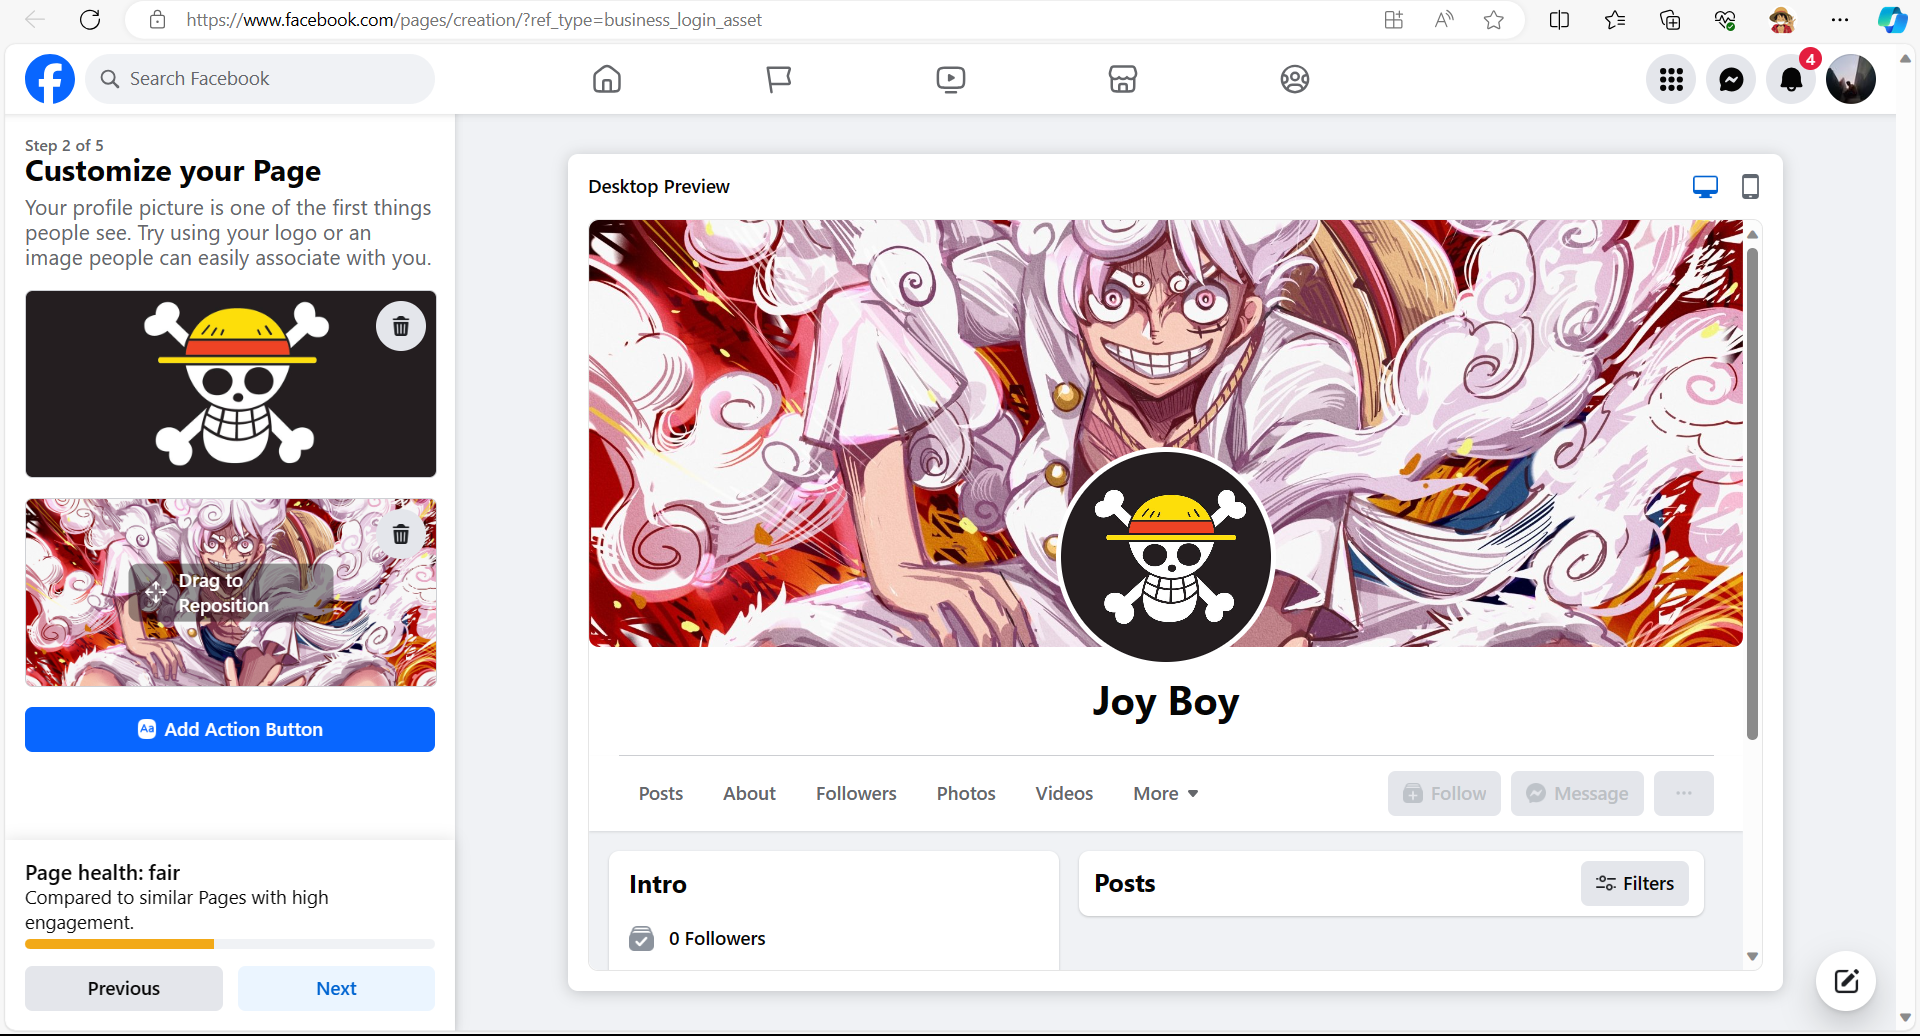 https://www.facebook.com/pages/creation/?ref_type=business_login_asset
Search Facebook
4
Step 2 of 5
Customize your Page
Your profile picture is one of the first things
people see. Try using your logo or an
image people can easily associate with you.
Drag to
Reposition
Aa Add Action Button
Page health: fair
Compared to similar Pages with high
engagement.
Previous
Next
Desktop Preview
Joy Boy
Posts
About
Followers
Photos
Videos
More
Follow
Message
Intro
0 Followers
Posts
Filters